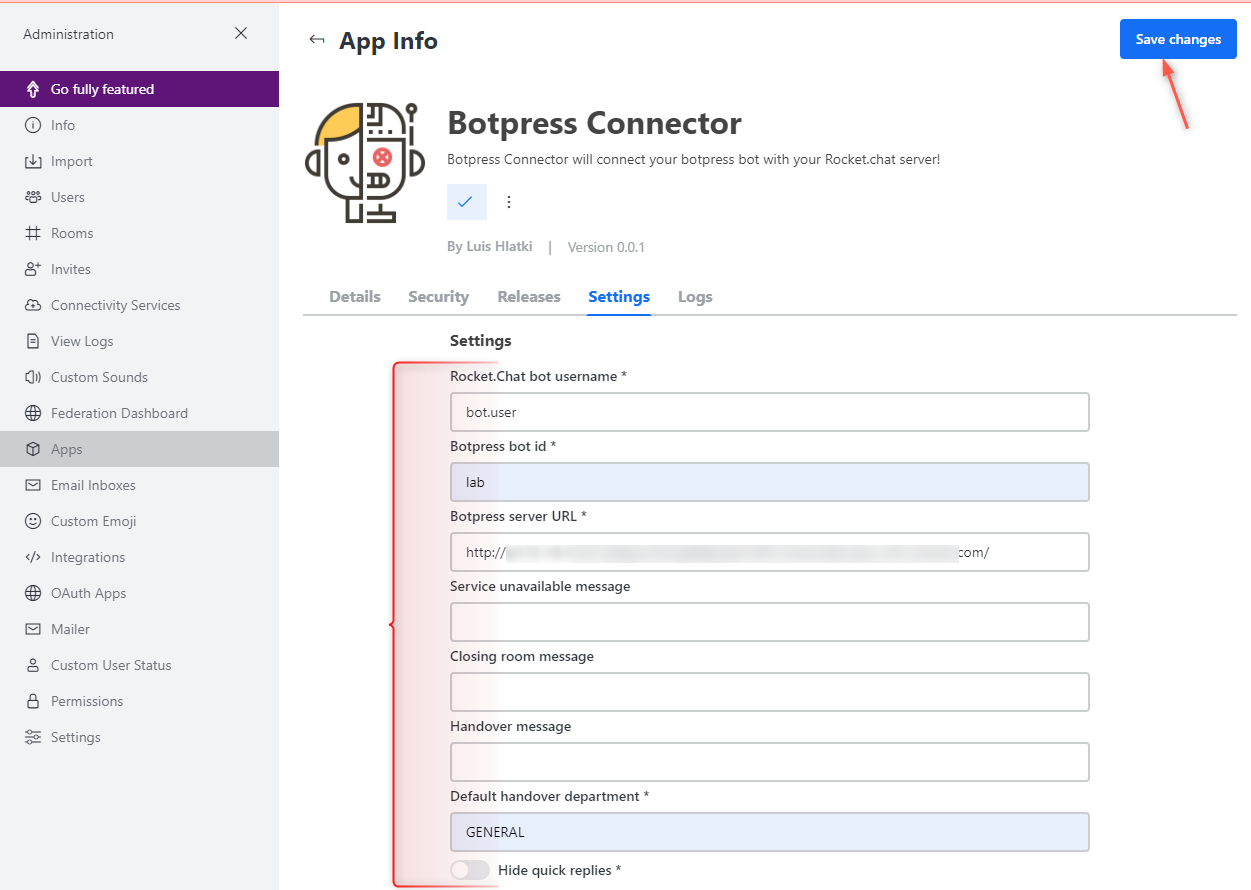 Administration
Go fully featured
Info
Import
Users
Rooms
Invites
Connectivity Services
View Logs
Custom Sounds
Federation Dashboard
Apps
Email Inboxes
Custom Emoji
Integrations
OAuth Apps
Mailer
Custom User Status
Permissions
Settings
App Info
Save changes
Botpress Connector
Botpress Connector will connect your botpress bot with your Rocket.chat server!
By Luis Hlatki | Version 0.0.1
Details Security Releases Settings Logs
Settings
Rocket.Chat bot username *
bot.user
Botpress bot id *
lab
Botpress server URL *
http:// com/
Service unavailable message
Closing room message
Handover message
Default handover department *
GENERAL
Hide quick replies *